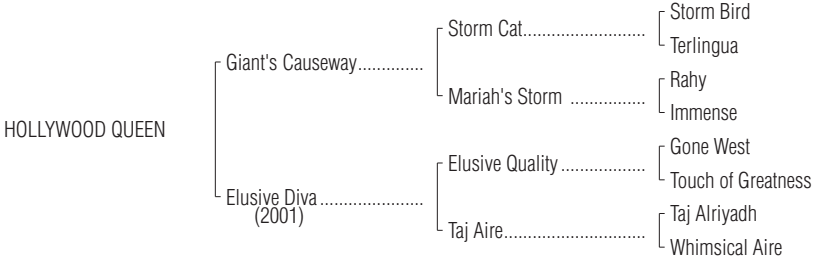 Storm Bird
Storm Cat.........................
Terlingua
Giant's Causeway..............
Rahy
Mariah's Storm ................
Immense
HOLLYWOOD QUEEN
Gone West
Elusive Quality ..................
Touch of Greatness
Elusive Diva ......................
(2001)
Taj Alriyadh
Taj Aire.............................
Whimsical Aire